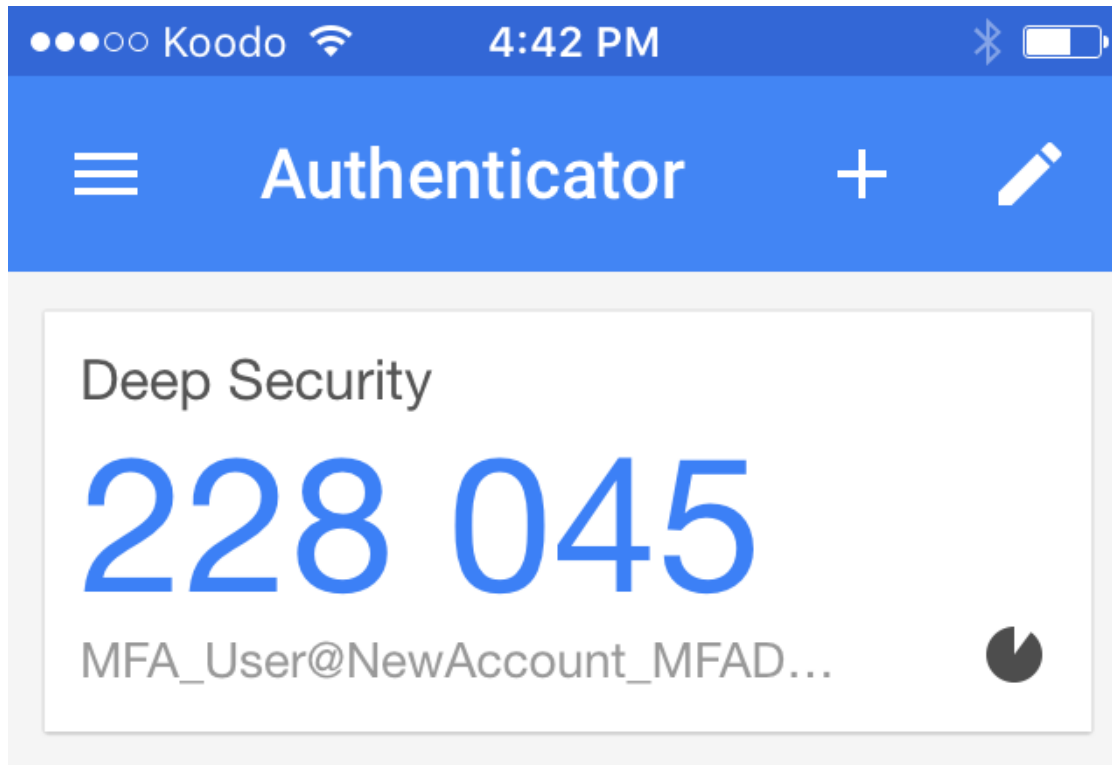 Koodo 4:42 PM
Authenticator
Deep Security
228 045
MFA_User@NewAccount_MFAD...